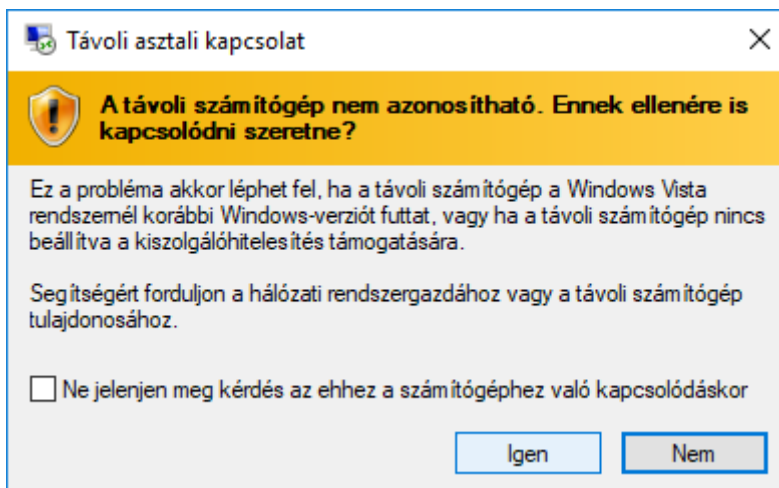 Távoli asztali kapcsolat
A távoli számítógép nem azonosítható. Ennek ellenére is
kapcsolódni szeretne?
Ez a probléma akkor léphet fel, ha a távoli számítógép a Windows Vista
rendszernél korábbi Windows-verziót futtat, vagy ha a távoli számítógép nincs
beállítva a kiszolgálóhitelesítés támogatására.
Segítségért forduljon a hálózati rendszergazdához vagy a távoli számítógép
tulajdonosához.
Ne jelenjen meg kérdés az ehhez a számítógéphez való kapcsolódáskor
Igen
Nem